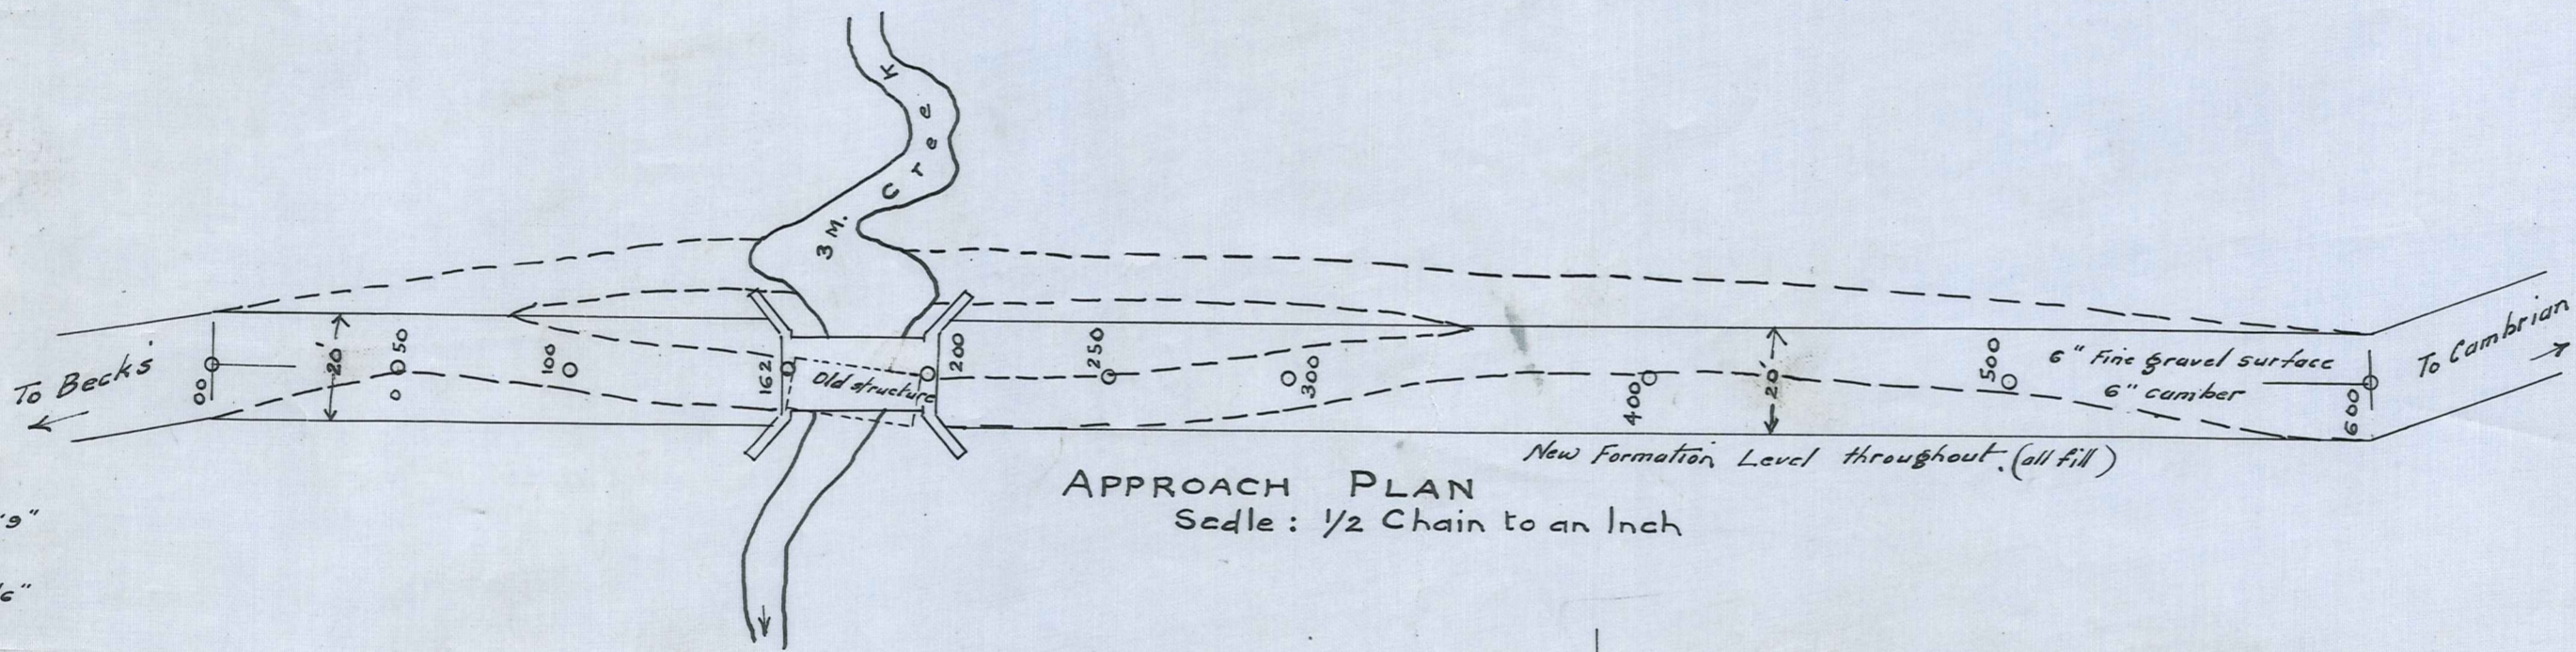 3 M. Creek
To Becks'
00
20'
50
100
162
Old structure
200
250
300
400
20'
500
6" Fine gravel surface
6" camber
600
To Cambrian
New Formation Level throughout. (all fill)
APPROACH PLAN
Scale : 1/2 Chain to an Inch